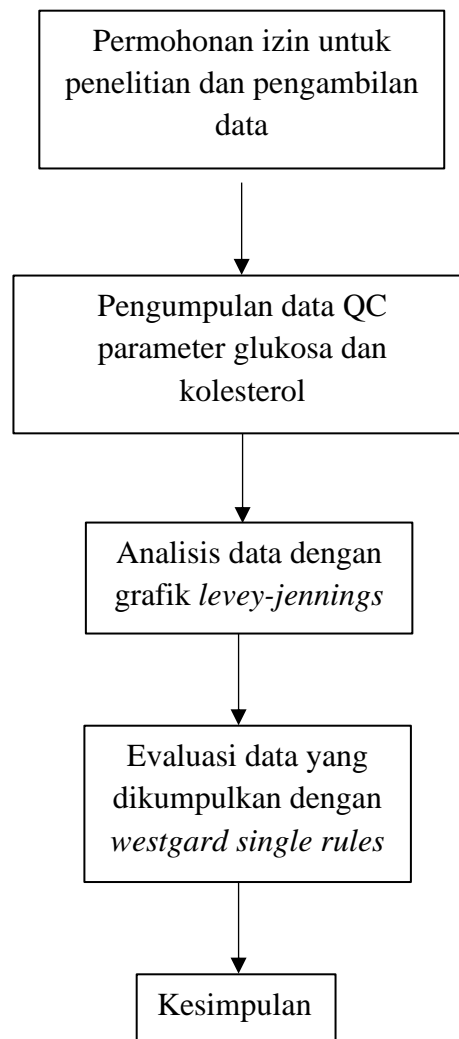 Permohonan izin untuk
penelitian dan pengambilan
data
Pengumpulan data QC
parameter glukosa dan
kolesterol
Analisis data dengan
grafik levey-jennings
Evaluasi data yang
dikumpulkan dengan
westgard single rules
Kesimpulan